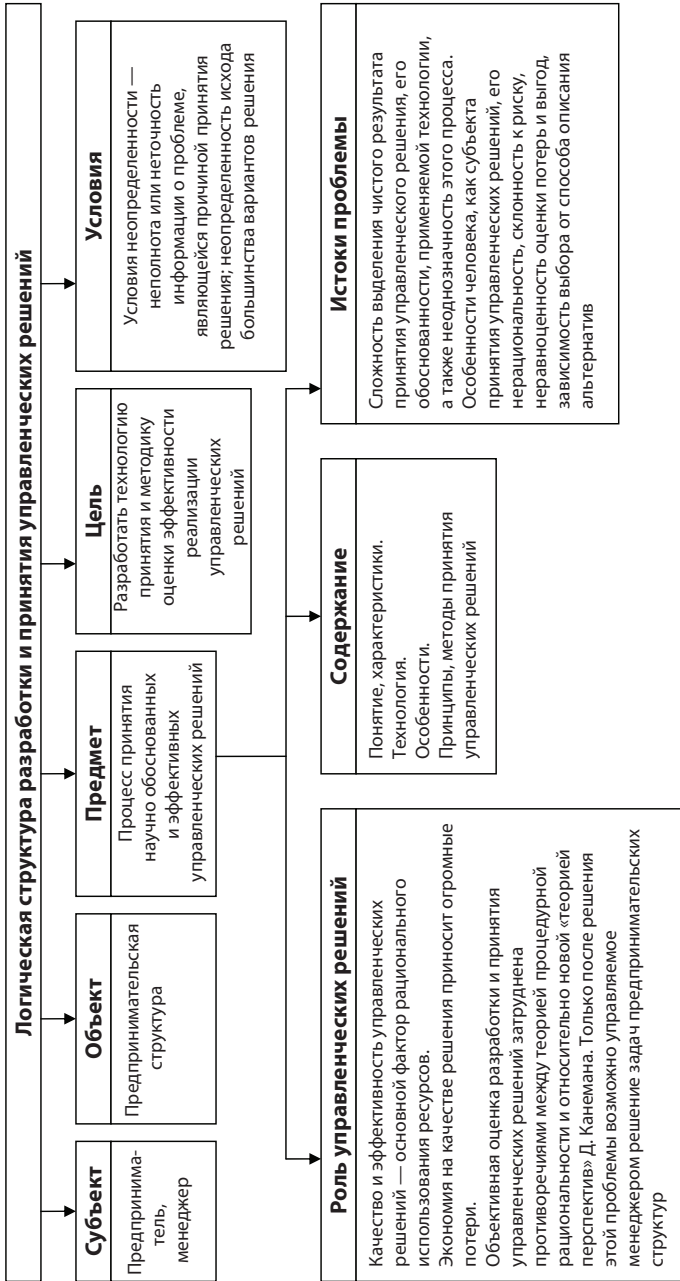 Логическая структура разработки и принятия управленческих решений
Субъект
Предпринима-
тель,
менеджер
Объект
Предпринимательская
структура
Предмет
Процесс принятия
научно обоснованных
и эффективных
управленческих решений
Цель
Разработать технологию
принятия и методику
оценки эффективности
реализации
управленческих
решений
Условия
Условия неопределенности —
неполнота или неточность
информации о проблеме,
являющейся причиной принятия
решения; неопределенность исхода
большинства вариантов решения
Роль управленческих решений
Качество и эффективность управленческих
решений — основной фактор рационального
использования ресурсов.
Экономия на качестве решения приносит огромные
потери.
Объективная оценка разработки и принятия
управленческих решений затруднена
противоречиями между теорией процедурной
рациональности и относительно новой «теорией
перспектив» Д. Канемана. Только после решения
этой проблемы возможно управляемое
менеджером решение задач предпринимательских
структур
Содержание
Понятие, характеристики.
Технология.
Особенности.
Принципы, методы принятия
управленческих решений
Истоки проблемы
Сложность выделения чистого результата
принятия управленческого решения, его
обоснованности, применяемой технологии,
а также неоднозначность этого процесса.
Особенности человека, как субъекта
принятия управленческих решений, его
нерациональность, склонность к риску,
неравноценность оценки потерь и выгод,
зависимость выбора от способа описания
альтернатив